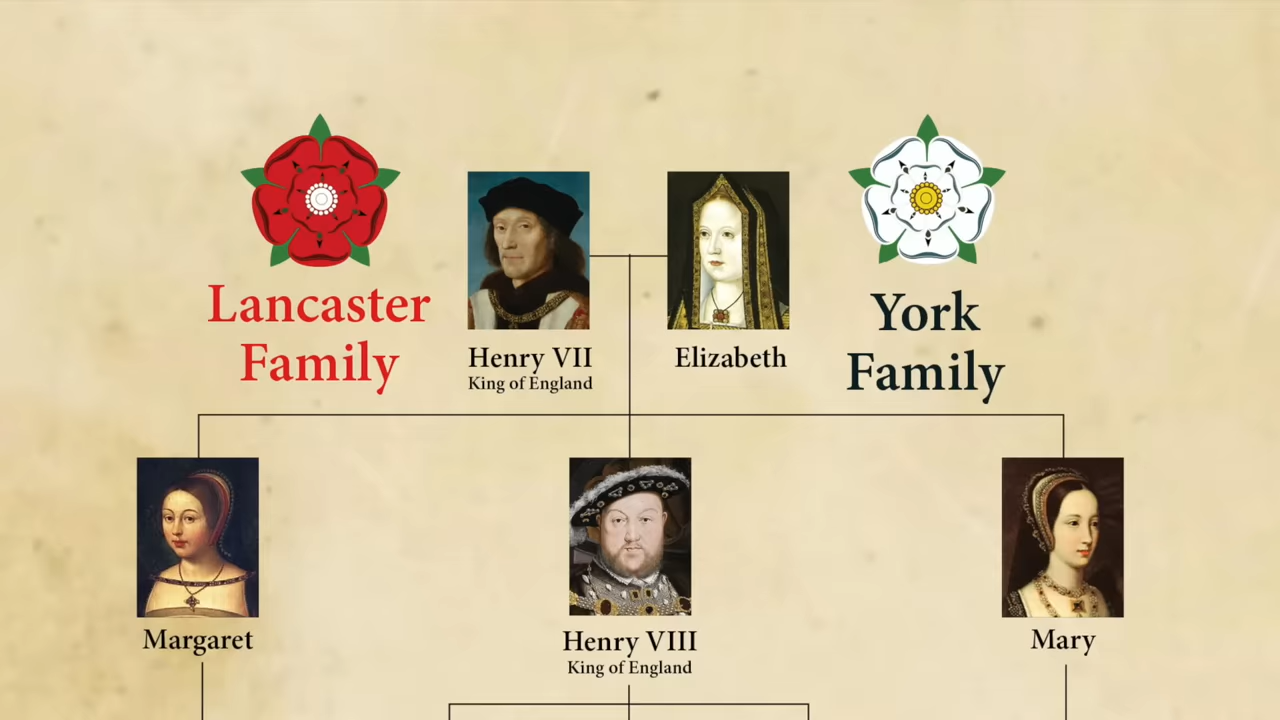 Lancaster
Family
Henry VII
King of England
Elizabeth
York
Family
Margaret
Henry VIII
King of England
Mary